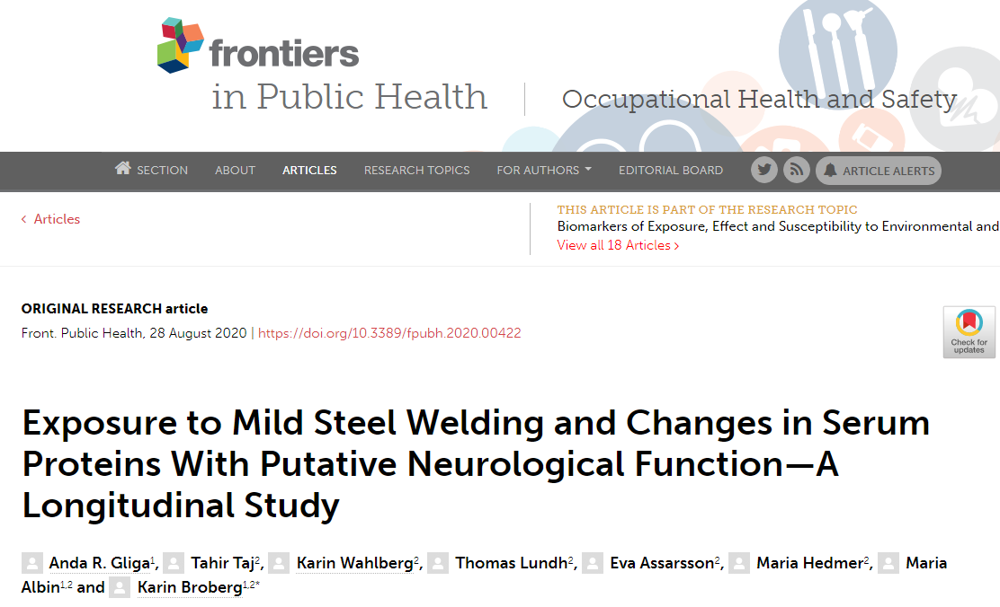 frontiers
in Public Health
Occupational Health and Safety
SECTION ABOUT ARTICLES RESEARCH TOPICS FOR AUTHORS EDITORIAL BOARD ARTICLE ALERTS
‹ Articles
THIS ARTICLE IS PART OF THE RESEARCH TOPIC
Biomarkers of Exposure, Effect and Susceptibility to Environmental and
View all 18 Articles ›
ORIGINAL RESEARCH article
Front. Public Health, 28 August 2020 | https://doi.org/10.3389/fpubh.2020.00422
Check for
updates
Exposure to Mild Steel Welding and Changes in Serum
Proteins With Putative Neurological Function—A
Longitudinal Study
Anda R. Gliga1, Tahir Taj2, Karin Wahlberg2, Thomas Lundh2, Eva Assarsson2, Maria Hedmer2, Maria
Albin1,2 and Karin Broberg1,2*